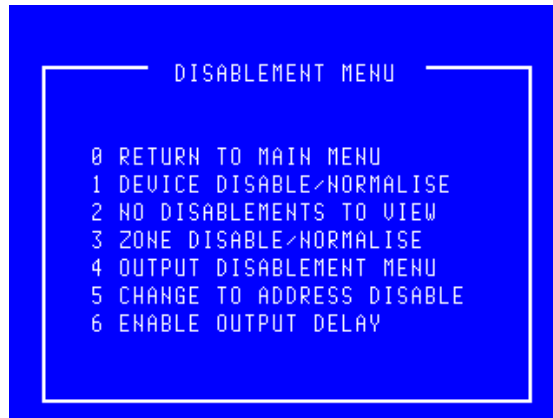 DISABLEMENT MENU
0 RETURN TO MAIN MENU
1 DEVICE DISABLE/NORMALISE
2 NO DISABLEMENTS TO VIEW
3 ZONE DISABLE/NORMALISE
4 OUTPUT DISABLEMENT MENU
5 CHANGE TO ADDRESS DISABLE
6 ENABLE OUTPUT DELAY